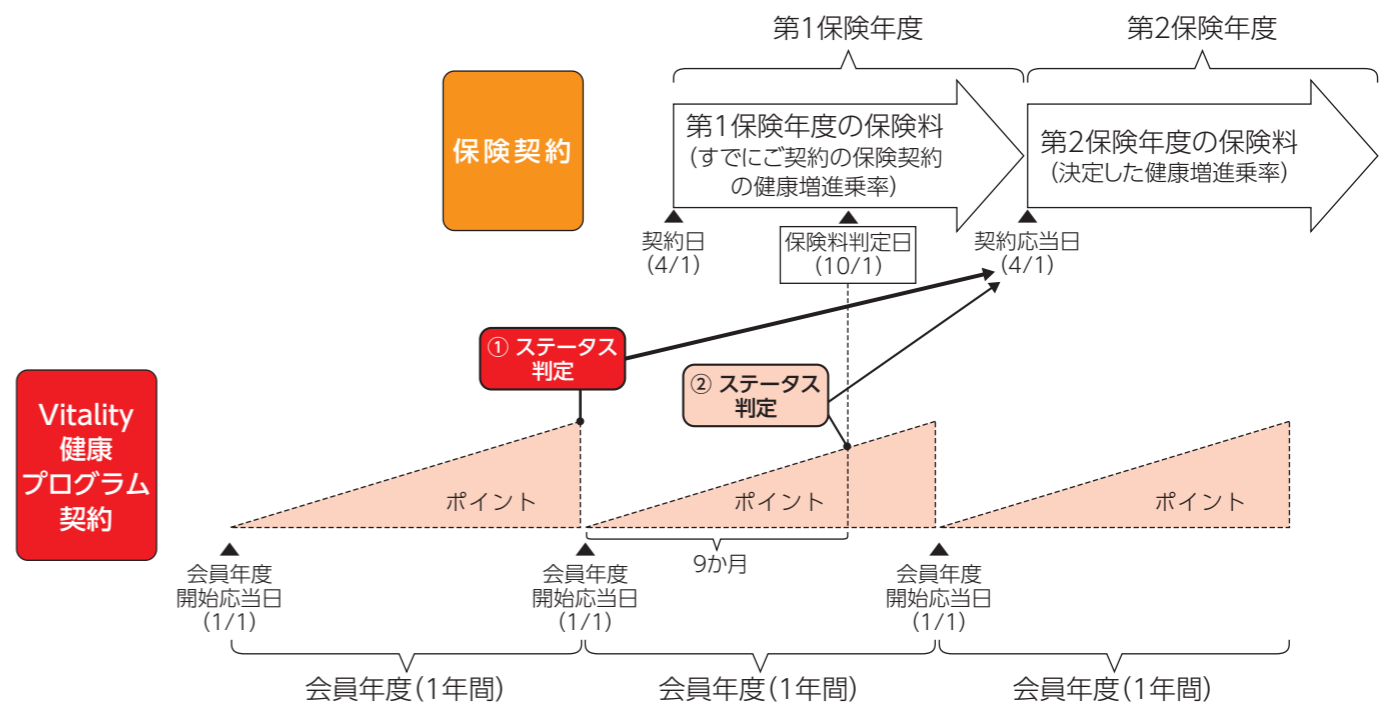 第1保険年度
第2保険年度
保険契約
第1保険年度の保険料
(すでにご契約の保険契約
の健康増進乗率)
第2保険年度の保険料
(決定した健康増進乗率)
契約日
(4/1)
保険料判定日
(10/1)
契約応当日
(4/1)
① ステータス
判定
② ステータス
判定
Vitality
健康
プログラム
契約
ポイント
ポイント
ポイント
9か月
会員年度
開始応当日
(1/1)
会員年度
開始応当日
(1/1)
会員年度
開始応当日
(1/1)
会員年度(1年間)
会員年度(1年間)
会員年度(1年間)